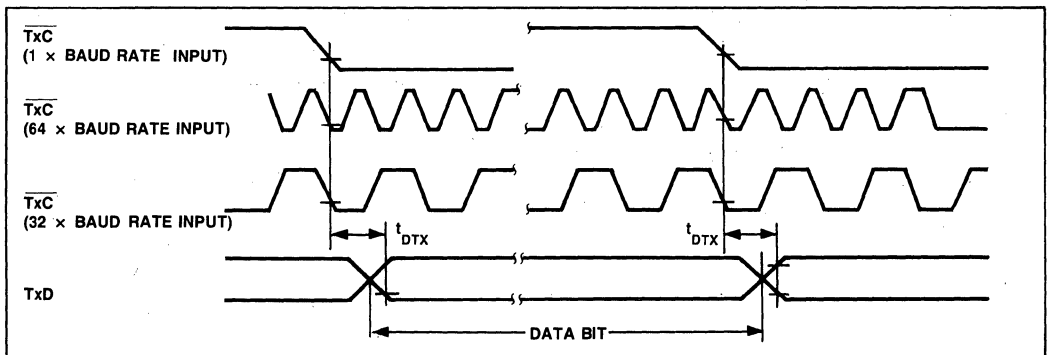 TxC
(1 × BAUD RATE INPUT)
TxC
(64 × BAUD RATE INPUT)
TxC
(32 × BAUD RATE INPUT)
tDTX
tDTX
TxD
DATA BIT